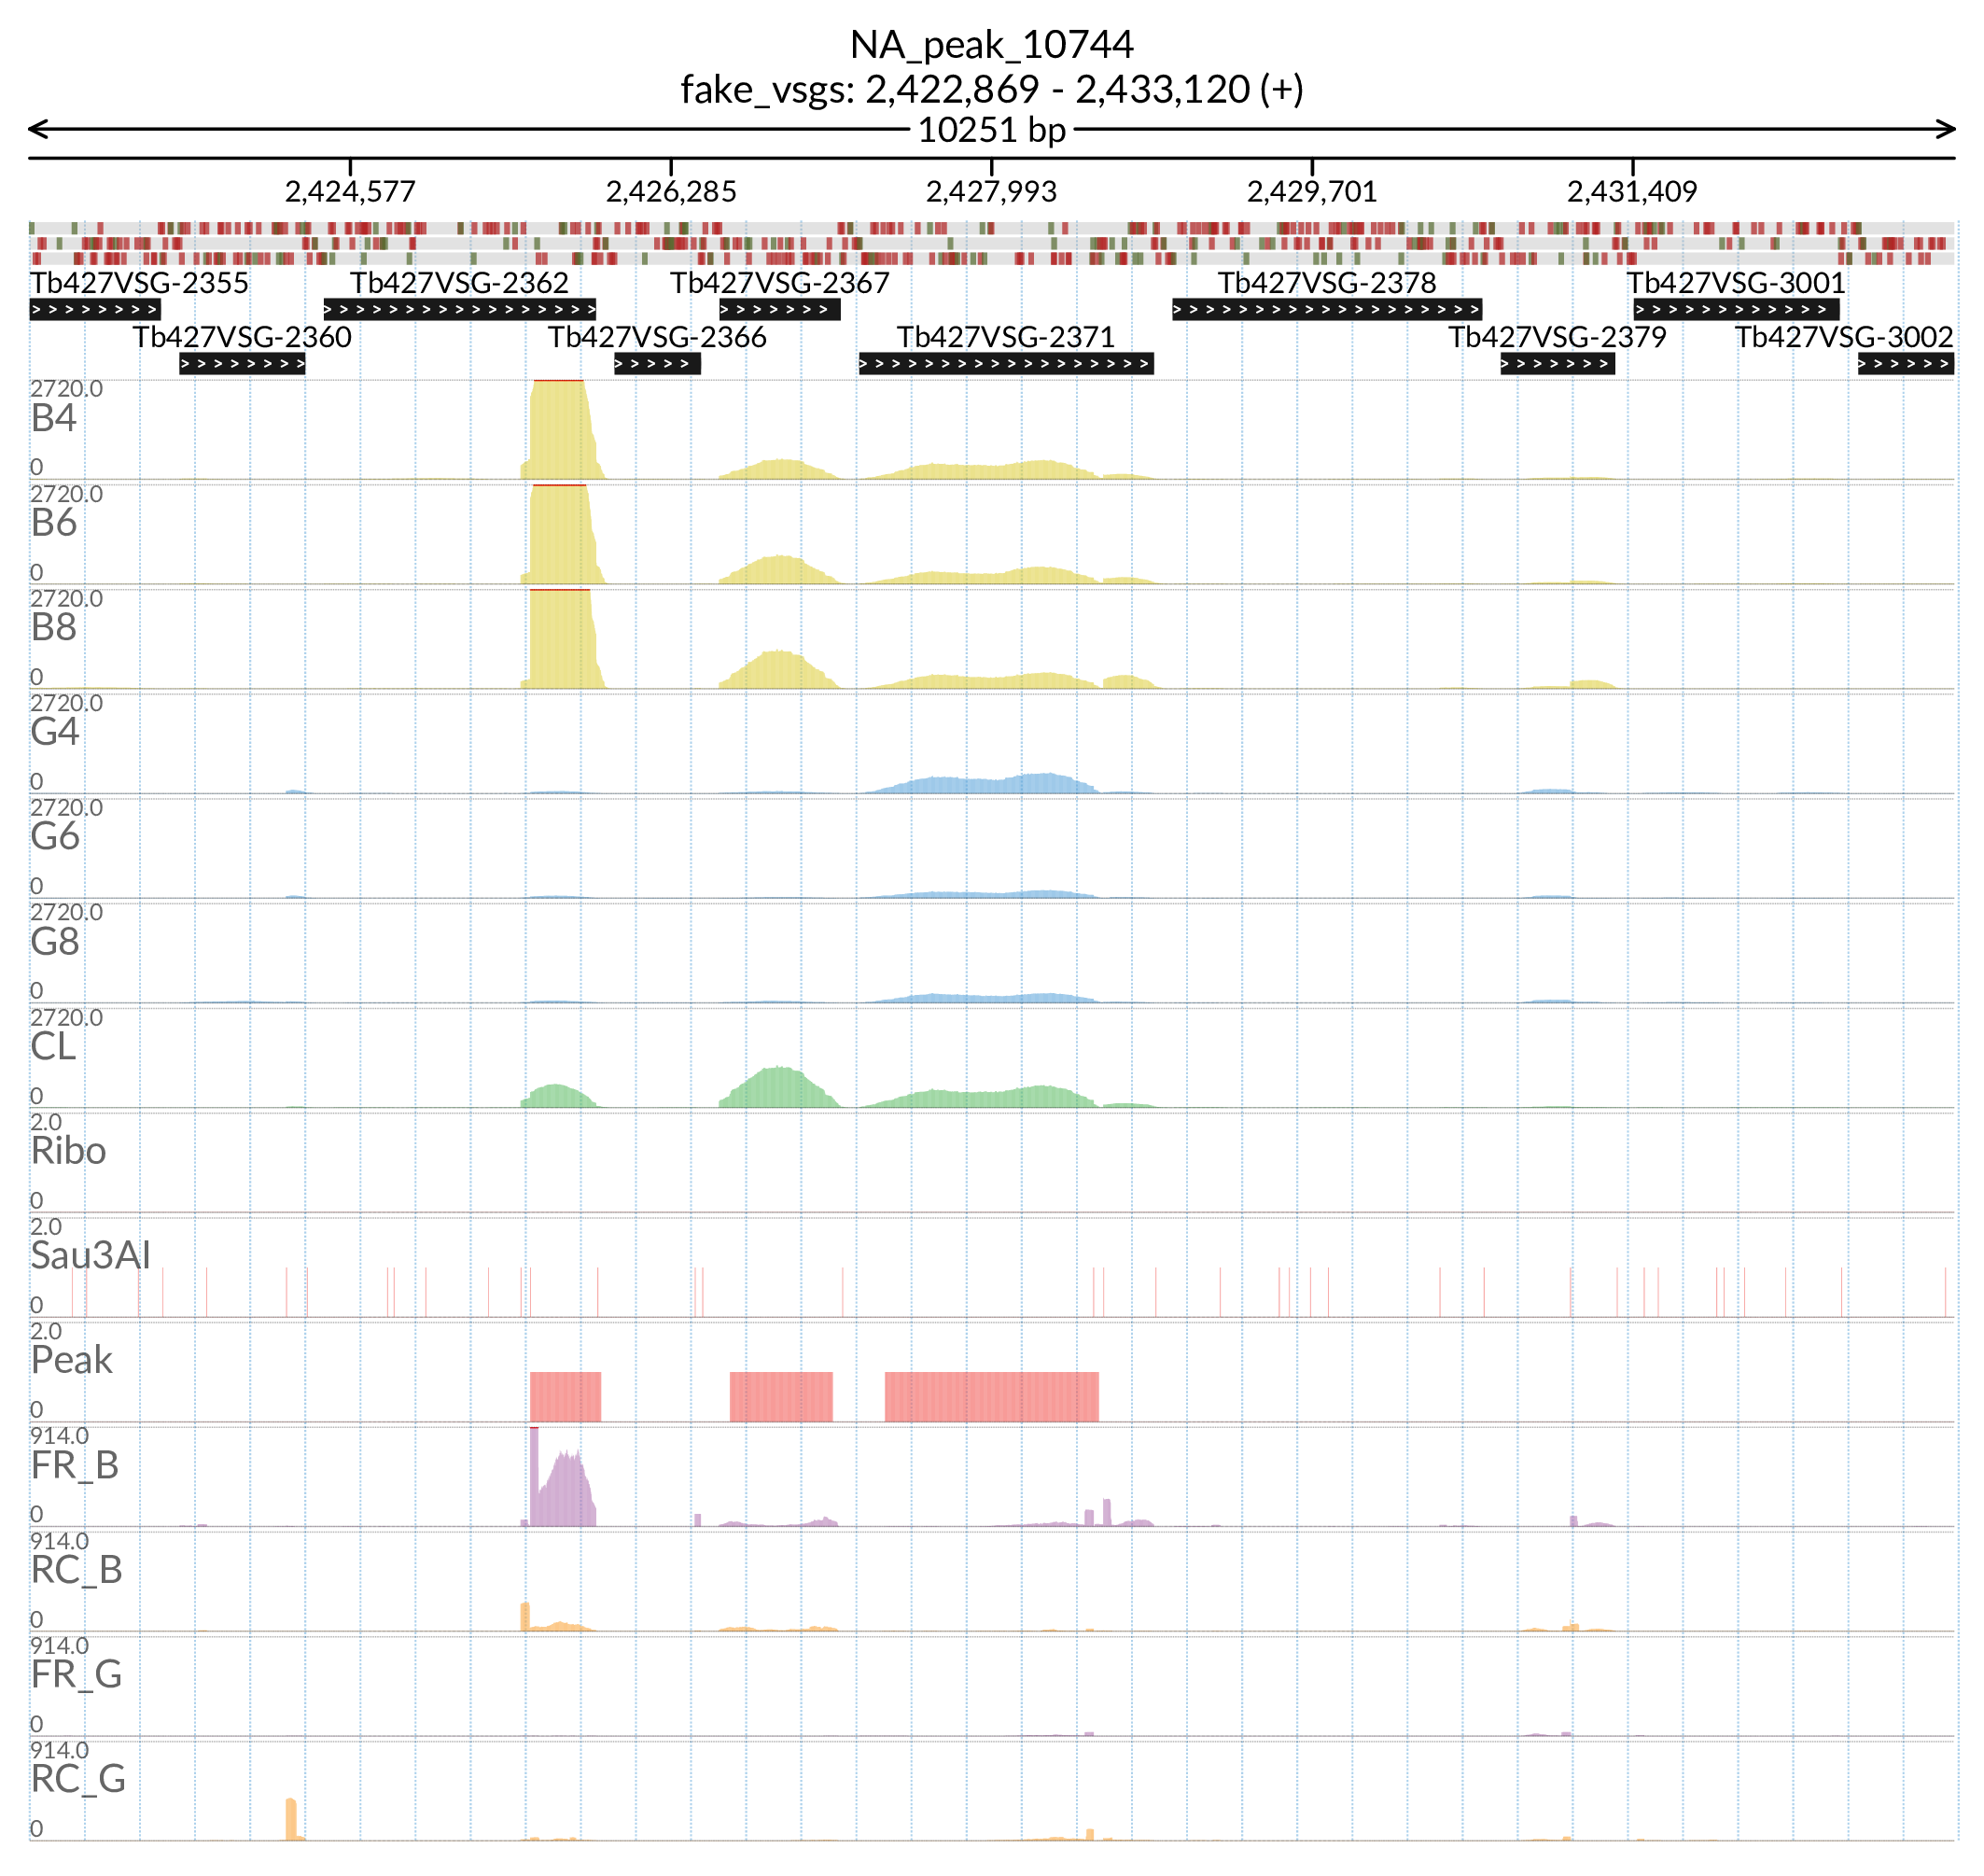 NA_peak_10744
fake_vsgs: 2,422,869 - 2,433,120 (+)
10251 bp
2,424,577 2,426,285 2,427,993 2,429,701 2,431,409
Tb427VSG-2355 Tb427VSG-2362 Tb427VSG-2367 Tb427VSG-2378 Tb427VSG-3001
Tb427VSG-2360 Tb427VSG-2366 Tb427VSG-2371 Tb427VSG-2379 Tb427VSG-3002
2720.0
B4
0
2720.0
B6
0
2720.0
B8
0
2720.0
G4
0
2720.0
G6
0
2720.0
G8
0
2720.0
CL
0
2.0
Ribo
0
2.0
Sau3AI
0
2.0
Peak
0
914.0
FR_B
0
914.0
RC_B
0
914.0
FR_G
0
914.0
RC_G
0